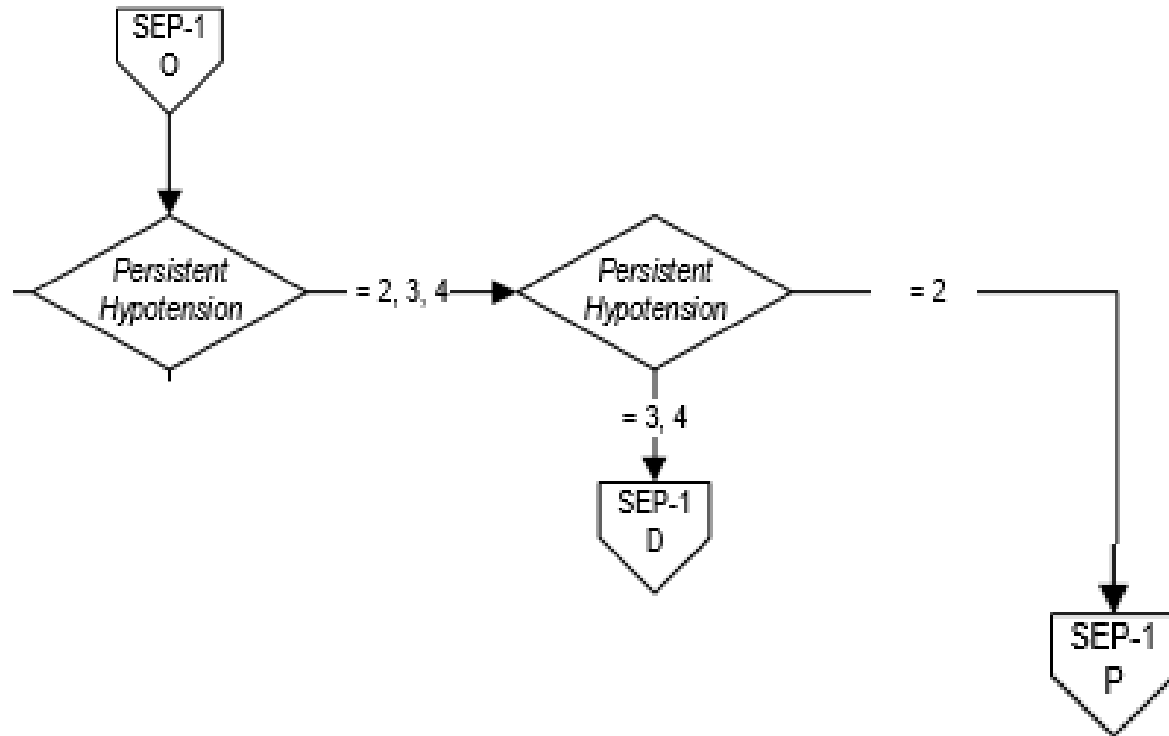 SEP-1
O
Persistent
Hypotension
= 2, 3, 4
Persistent
Hypotension
= 2
= 3, 4
SEP-1
D
SEP-1
P